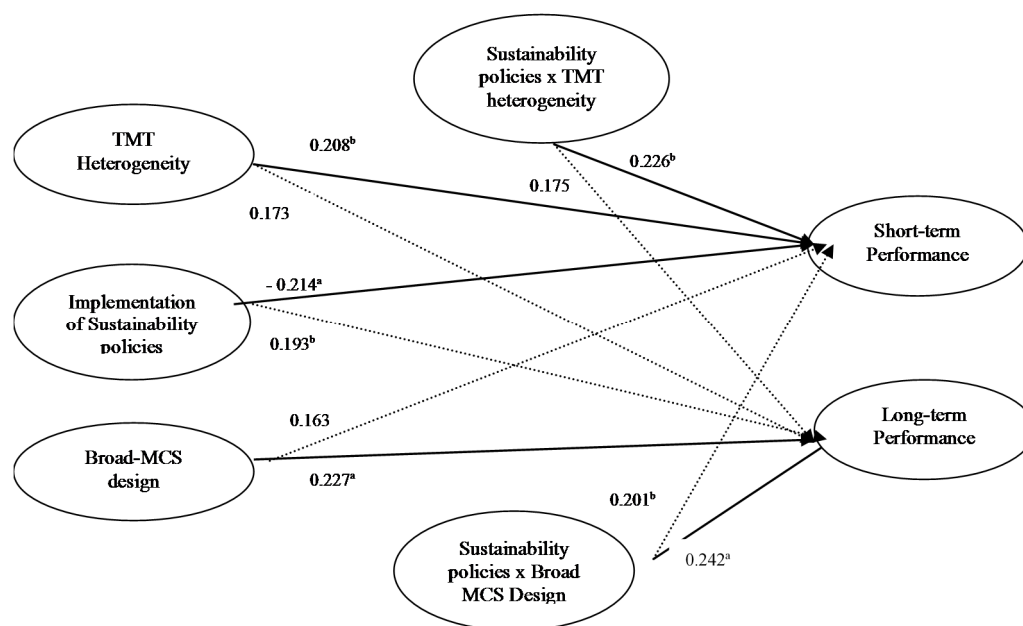 Sustainability
policies x TMT
heterogeneity
TMT
Heterogeneity
0.208ᵇ
0.226ᵇ
0.175
0.173
Short-term
Performance
- 0.214ᵃ
Implementation
of Sustainability
policies
0.193ᵇ
0.163
Long-term
Performance
Broad-MCS
design
0.227ᵃ
0.201ᵇ
Sustainability
policies x Broad
MCS Design
0.242ᵃ